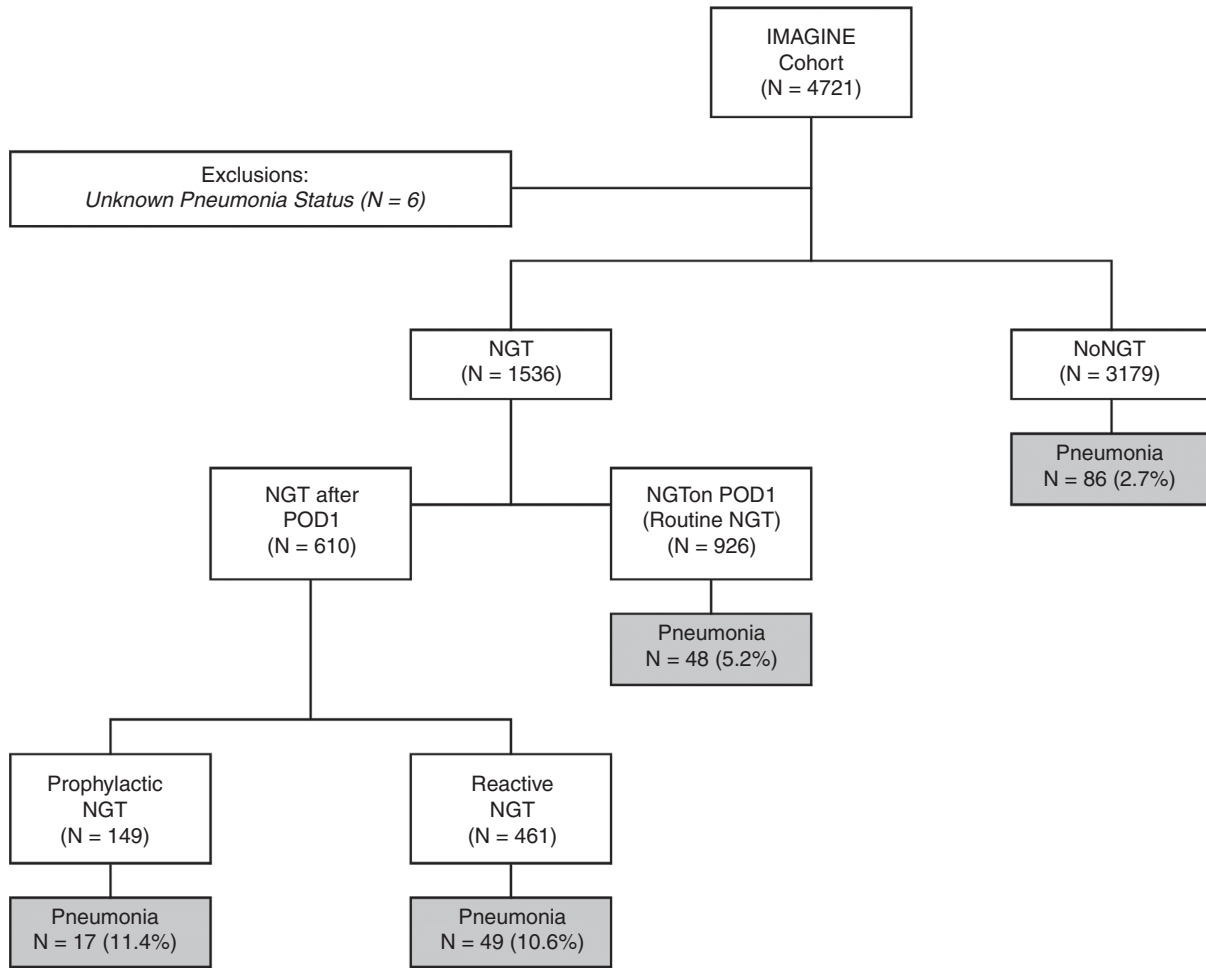 IMAGINE
Cohort
(N = 4721)
Exclusions:
Unknown Pneumonia Status (N = 6)
NGT
(N = 1536)
NoNGT
(N = 3179)
Pneumonia
N = 86 (2.7%)
NGT after
POD1
(N = 610)
NGTon POD1
(Routine NGT)
(N = 926)
Pneumonia
N = 48 (5.2%)
Prophylactic
NGT
(N = 149)
Reactive
NGT
(N = 461)
Pneumonia
N = 17 (11.4%)
Pneumonia
N = 49 (10.6%)